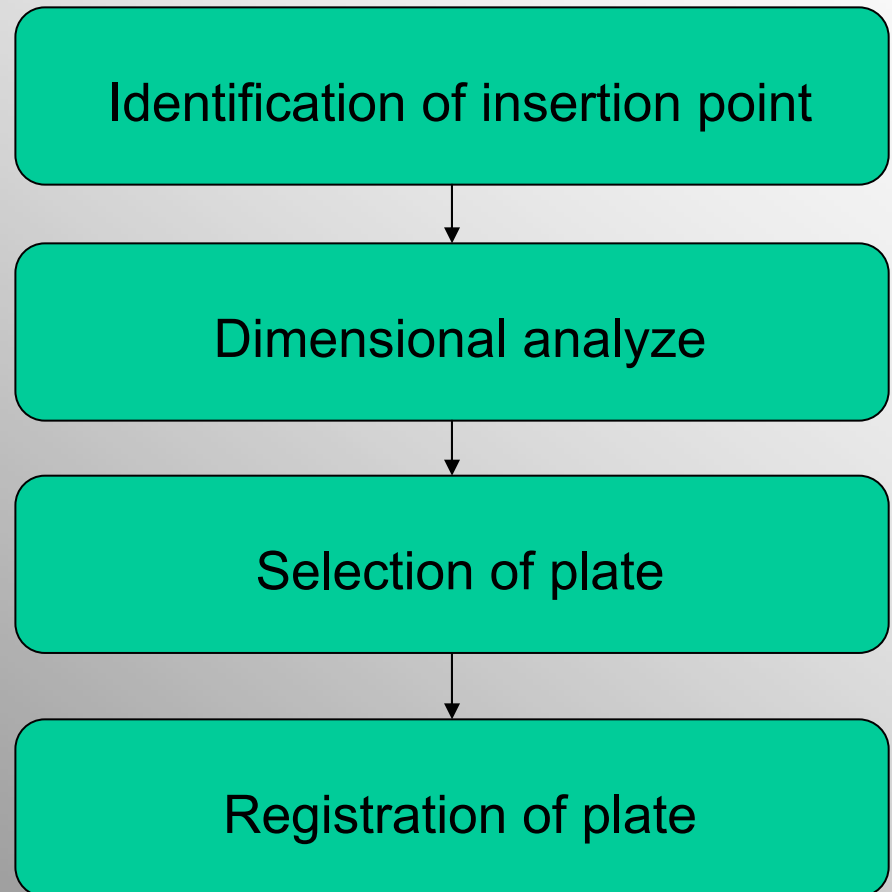 Identification of insertion point
Dimensional analyze
Selection of plate
Registration of plate